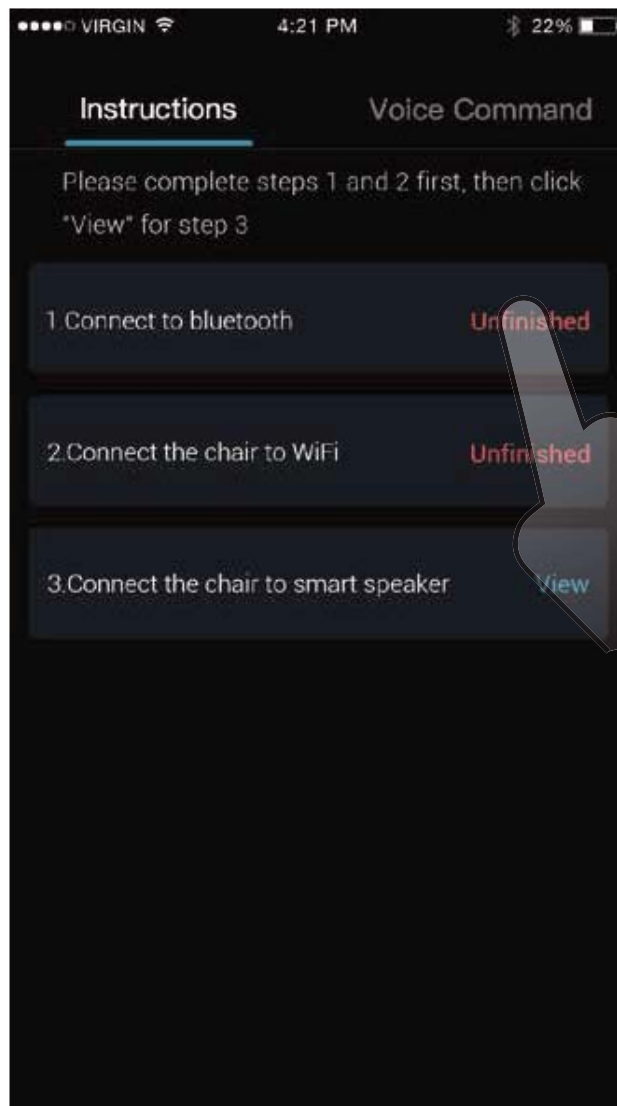 VIRGIN 4:21 PM 22%
Instructions Voice Command
Please complete steps 1 and 2 first, then click
"View" for step 3
1.Connect to bluetooth Unfinished
2.Connect the chair to WiFi Unfinished
3.Connect the chair to smart speaker View